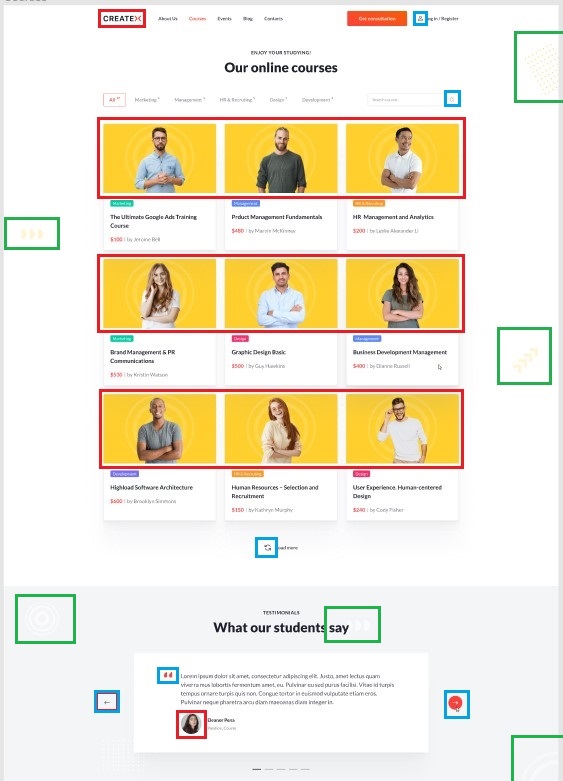 CREATEX
About Us Courses Events Blog Contacts
Get consultation
Log in / Register
ENJOY YOUR STUDYING!
Our online courses
All Marketing Management HR & Recruting Design Development
Marketing Management HR & Recruting
The Ultimate Google Ads Training Course
Prduct Management Fundamentals
HR Management and Analytics
$100 | by Jerome Bell
$480 | by Marvin McKinney
$200 | by Leslie Alexander Li
Marketing Design Management
Brand Management & PR Communications
Graphic Design Basic
Business Development Management
$530 | by Kristin Watson
$500 | by Guy Hawkins
$400 | by Dianne Russell
Development HR & Recruting Design
Highload Software Architecture
Human Resources – Selection and Recruitment
User Experience. Human-centered Design
$600 | by Brooklyn Simmons
$150 | by Kathryn Murphy
$240 | by Cody Fisher
load more
TESTIMONIALS
What our students say
Lorem ipsum dolor sit amet, consectetur adipiscing elit. Justo, amet lectus quam
viverra mus lobortis fermentum amet, eu. Pulvinar eu sed purus facilisi. Vitae id turpis
tempus ornare turpis quis non. Congue tortor in euismod vulputate etiam eros.
Pulvinar neque pharetra arcu diam maecenas diam integer in.
Eleanor Pena